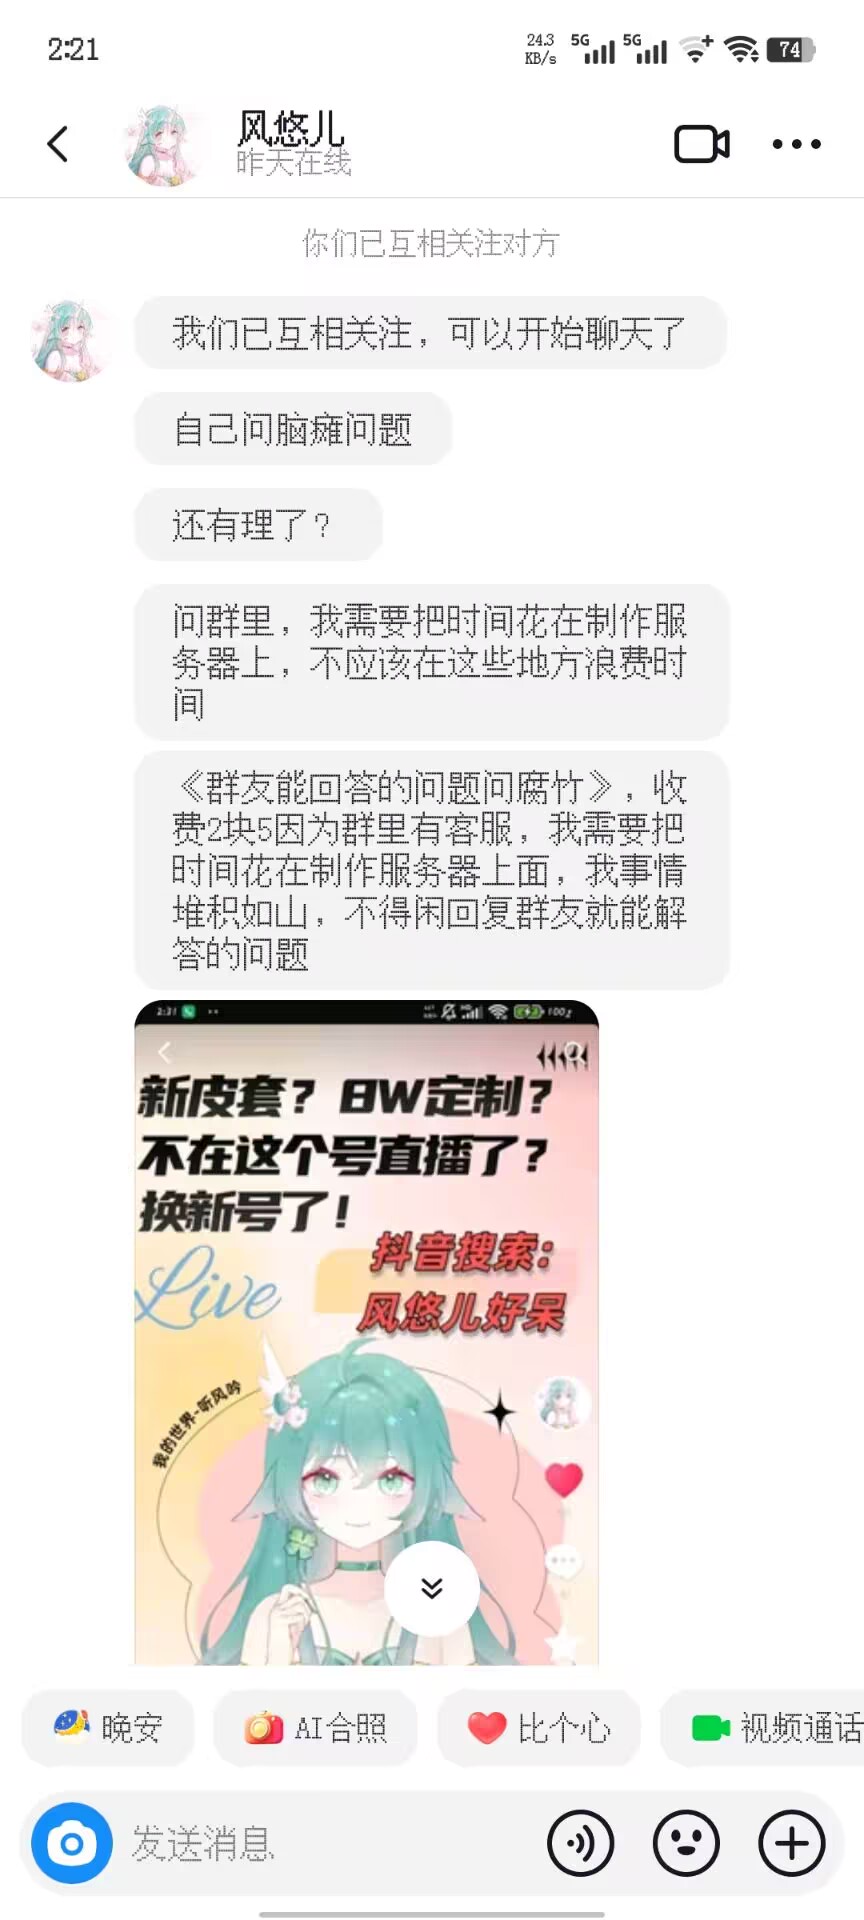 2:21
24.3
KB/s
5G
5G
74
风悠儿
昨天在线
你们已互相关注对方
我们已互相关注，可以开始聊天了
自己问脑瘫问题
还有理了？
问群里，我需要把时间花在制作服
务器上，不应该在这些地方浪费时
间
《群友能回答的问题问腐竹》，收
费2块5因为群里有客服，我需要把
时间花在制作服务器上面，我事情
堆积如山，不得闲回复群友就能解
答的问题
2:31
100
新皮套？8W定制？
不在这个号直播了？
换新号了！
抖音搜索：
风悠儿好呆
Live
我的世界-听风吟
晚安
AI合照
比个心
视频通话
发送消息